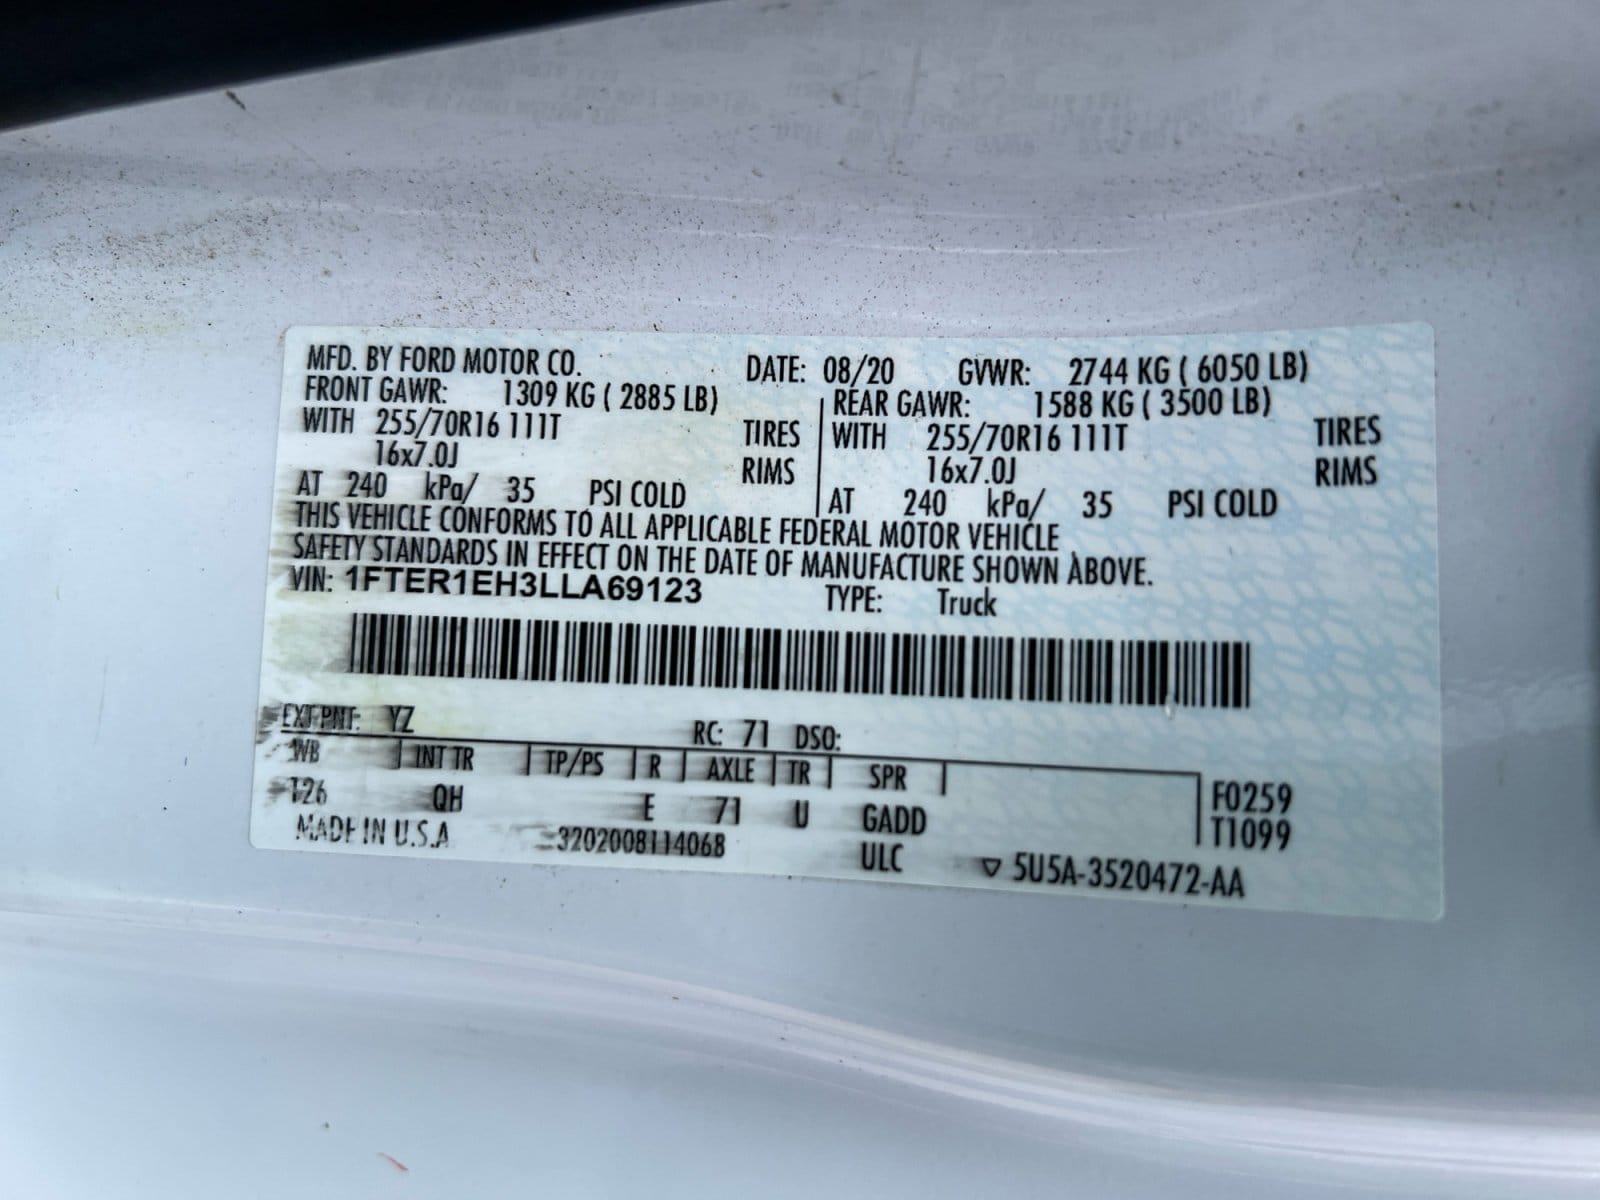 MFD. BY FORD MOTOR CO. DATE: 08/20 GVWR: 2744 KG ( 6050 LB)
FRONT GAWR: 1309 KG ( 2885 LB) REAR GAWR: 1588 KG ( 3500 LB)
WITH 255/70R16 111T TIRES WITH 255/70R16 111T TIRES
16x7.0J RIMS 16x7.0J RIMS
AT 240 kPa/ 35 PSI COLD AT 240 kPa/ 35 PSI COLD
THIS VEHICLE CONFORMS TO ALL APPLICABLE FEDERAL MOTOR VEHICLE
SAFETY STANDARDS IN EFFECT ON THE DATE OF MANUFACTURE SHOWN ABOVE.
VIN: 1FTER1EH3LLA69123 TYPE: Truck
EXT PNT: YZ RC: 71 DSO:
WB INT TR TP/PS R AXLE TR SPR
126 QH E 71 U GADD F0259
T1099
MADE IN U.S.A 3202008114068 ULC ▽ 5U5A-3520472-AA